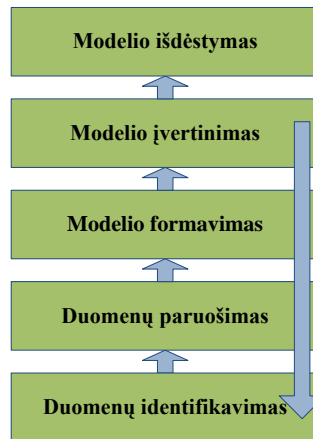 Modelio išdėstymas
Modelio įvertinimas
Modelio formavimas
Duomenų paruošimas
Duomenų identifikavimas